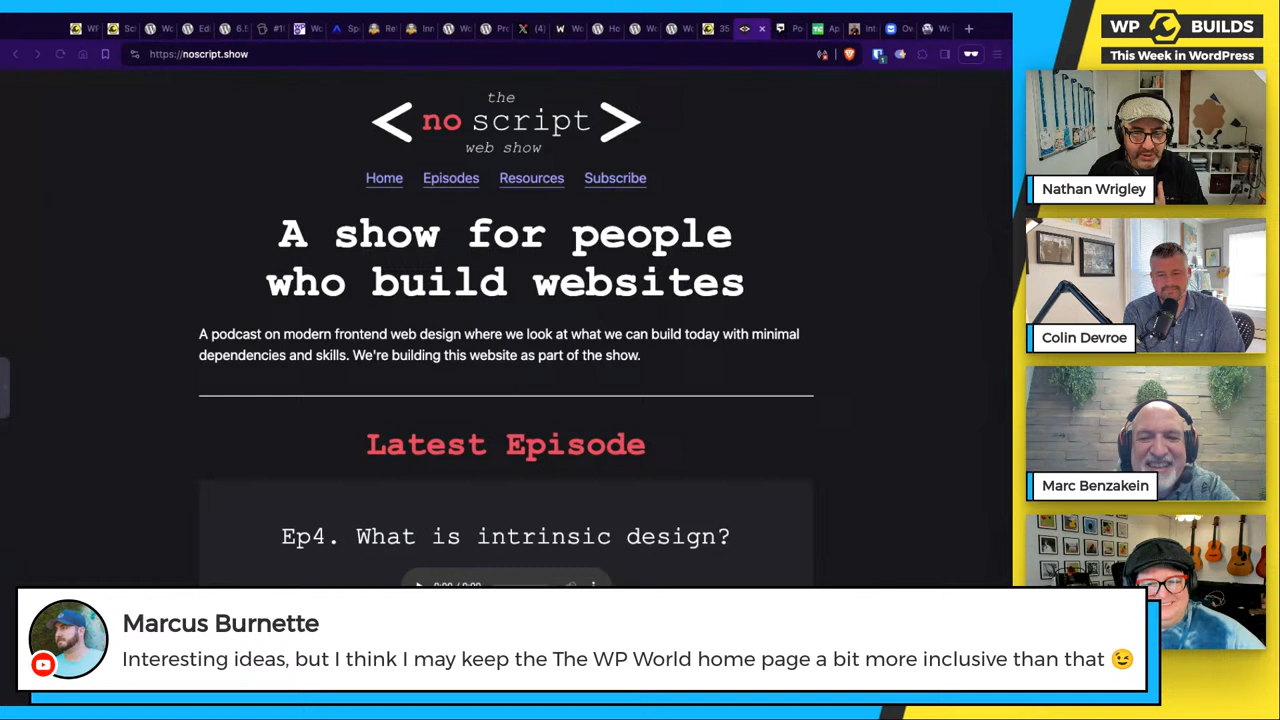 WP BUILDS
This Week in WordPress
https://noscript.show
the
<no script>
web show
Home Episodes Resources Subscribe
A show for people
who build websites
A podcast on modern frontend web design where we look at what we can build today with minimal
dependencies and skills. We're building this website as part of the show.
Latest Episode
Ep4. What is intrinsic design?
Nathan Wrigley
Colin Devroe
Marc Benzakein
Marcus Burnette
Interesting ideas, but I think I may keep the The WP World home page a bit more inclusive than that 😉